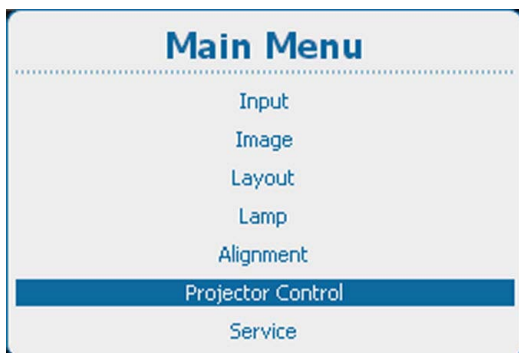 Main Menu
Input
Image
Layout
Lamp
Alignment
Projector Control
Service